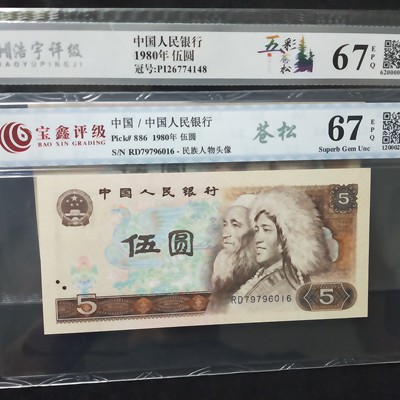 州浩宇评级
中国人民银行
1980年 伍圆
冠号:PI26774148
五彩苍松
67 EPQ
宝鑫评级
BAO XIN GRADING
中国 / 中国人民银行
Pick# 886 1980年 伍圆
S/N RD79796016 - 民族人物头像
苍松
67 EPQ
Superb Gem Unc
中国人民银行
伍圆
5
RD79796016
5
5